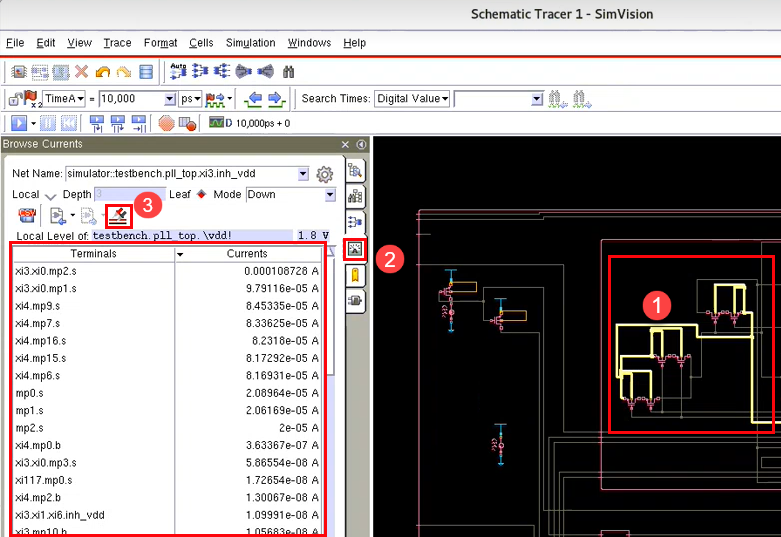 Schematic Tracer 1 - SimVision
File Edit View Trace Format Cells Simulation Windows Help
Auto
x2 TimeA = 10,000 ps Search Times: Digital Value
D 10,000ps + 0
Browse Currents
Net Name: simulator::testbench.pll_top.xi3.inh_vdd
Local Depth 3 Leaf Mode Down
3
Local Level of: testbench.pll_top.\vdd! 1.8 V
Terminals Currents
xi3.xi0.mp2.s 0.000108728 A
xi3.xi0.mp1.s 9.79116e-05 A
xi4.mp9.s 8.45335e-05 A
xi4.mp7.s 8.33625e-05 A
xi4.mp16.s 8.2318e-05 A
xi4.mp15.s 8.17292e-05 A
xi4.mp6.s 8.16931e-05 A
mp0.s 2.08964e-05 A
mp1.s 2.06169e-05 A
mp2.s 2e-05 A
xi4.mp0.b 3.63367e-07 A
xi3.xi0.mp3.s 5.86554e-08 A
xi117.mp0.s 1.72654e-08 A
xi4.mp2.b 1.30067e-08 A
xi3.xi1.xi6.inh_vdd 1.09991e-08 A
xi3.mp10.b 1.05683e-08 A
2
1